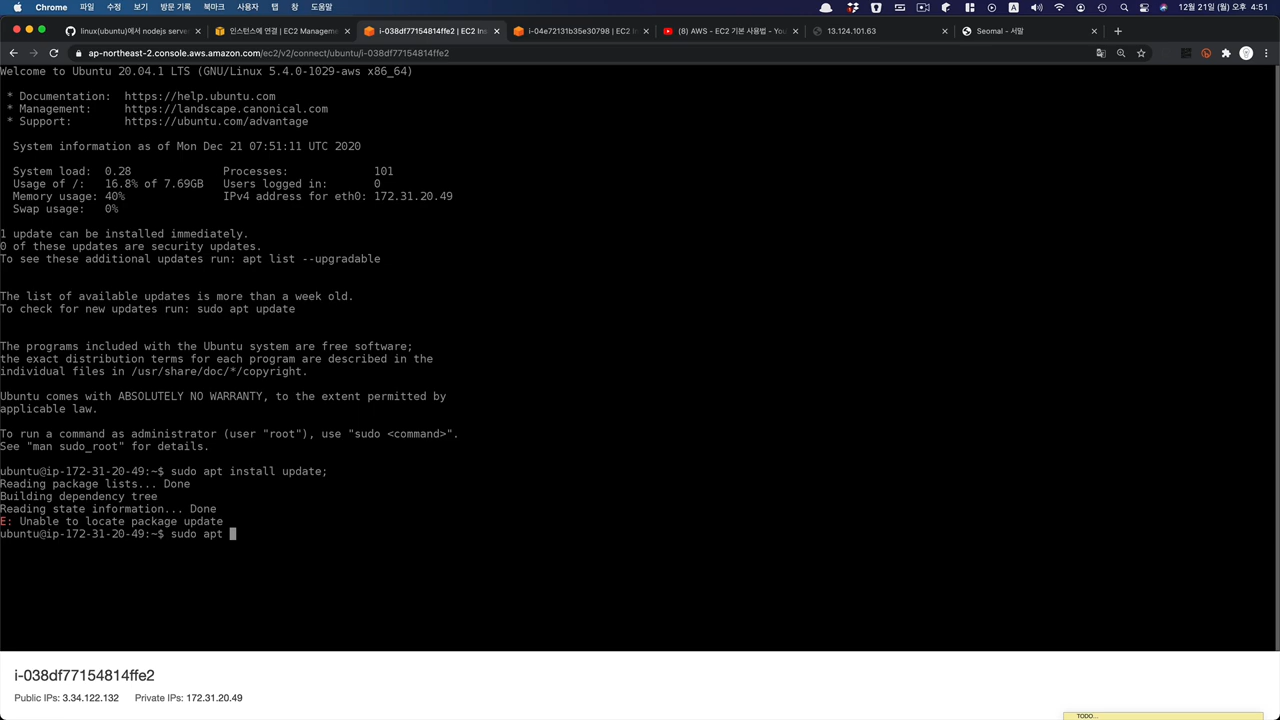 Chrome 파일 수정 보기 방문 기록 북마크 사용자 탭 창 도움말 12월 21일 (월) 오후 4:51
linux(ubuntu)에서 nodejs serve 인스턴스에 연결 | EC2 Managem i-038df77154814ffe2 | EC2 Ins i-04e72131b35e30798 | EC2 In (8) AWS - EC2 기본 사용법 - You 13.124.101.63 Seomal - 서말
ap-northeast-2.console.aws.amazon.com/ec2/v2/connect/ubuntu/i-038df77154814ffe2
Welcome to Ubuntu 20.04.1 LTS (GNU/Linux 5.4.0-1029-aws x86_64)
* Documentation: https://help.ubuntu.com
* Management: https://landscape.canonical.com
* Support: https://ubuntu.com/advantage
System information as of Mon Dec 21 07:51:11 UTC 2020
System load: 0.28 Processes: 101
Usage of /: 16.8% of 7.69GB Users logged in: 0
Memory usage: 40% IPv4 address for eth0: 172.31.20.49
Swap usage: 0%
1 update can be installed immediately.
0 of these updates are security updates.
To see these additional updates run: apt list --upgradable
The list of available updates is more than a week old.
To check for new updates run: sudo apt update
The programs included with the Ubuntu system are free software;
the exact distribution terms for each program are described in the
individual files in /usr/share/doc/*/copyright.
Ubuntu comes with ABSOLUTELY NO WARRANTY, to the extent permitted by
applicable law.
To run a command as administrator (user "root"), use "sudo <command>".
See "man sudo_root" for details.
ubuntu@ip-172-31-20-49:~$ sudo apt install update;
Reading package lists... Done
Building dependency tree
Reading state information... Done
E: Unable to locate package update
ubuntu@ip-172-31-20-49:~$ sudo apt
i-038df77154814ffe2
Public IPs: 3.34.122.132 Private IPs: 172.31.20.49
TODO...